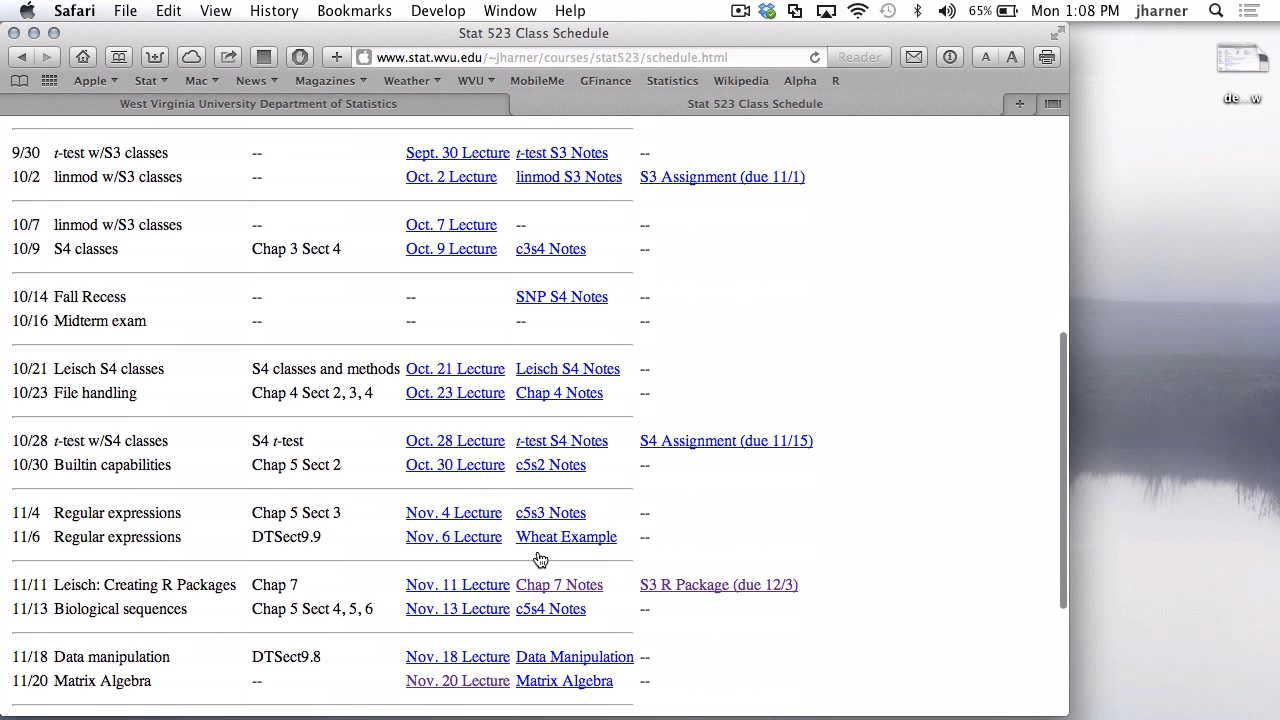 Safari File Edit View History Bookmarks Develop Window Help 65% Mon 1:08 PM jharner
Stat 523 Class Schedule
www.stat.wvu.edu/~jharner/courses/stat523/schedule.html Reader A A
Apple Stat Mac News Magazines Weather WVU MobileMe GFinance Statistics Wikipedia Alpha R
de...w
West Virginia University Department of Statistics Stat 523 Class Schedule +
9/30 t-test w/S3 classes -- Sept. 30 Lecture t-test S3 Notes --
10/2 linmod w/S3 classes -- Oct. 2 Lecture linmod S3 Notes S3 Assignment (due 11/1)
10/7 linmod w/S3 classes -- Oct. 7 Lecture -- --
10/9 S4 classes Chap 3 Sect 4 Oct. 9 Lecture c3s4 Notes --
10/14 Fall Recess -- -- SNP S4 Notes --
10/16 Midterm exam -- -- -- --
10/21 Leisch S4 classes S4 classes and methods Oct. 21 Lecture Leisch S4 Notes --
10/23 File handling Chap 4 Sect 2, 3, 4 Oct. 23 Lecture Chap 4 Notes --
10/28 t-test w/S4 classes S4 t-test Oct. 28 Lecture t-test S4 Notes S4 Assignment (due 11/15)
10/30 Builtin capabilities Chap 5 Sect 2 Oct. 30 Lecture c5s2 Notes --
11/4 Regular expressions Chap 5 Sect 3 Nov. 4 Lecture c5s3 Notes --
11/6 Regular expressions DTSect9.9 Nov. 6 Lecture Wheat Example --
11/11 Leisch: Creating R Packages Chap 7 Nov. 11 Lecture Chap 7 Notes S3 R Package (due 12/3)
11/13 Biological sequences Chap 5 Sect 4, 5, 6 Nov. 13 Lecture c5s4 Notes --
11/18 Data manipulation DTSect9.8 Nov. 18 Lecture Data Manipulation --
11/20 Matrix Algebra -- Nov. 20 Lecture Matrix Algebra --